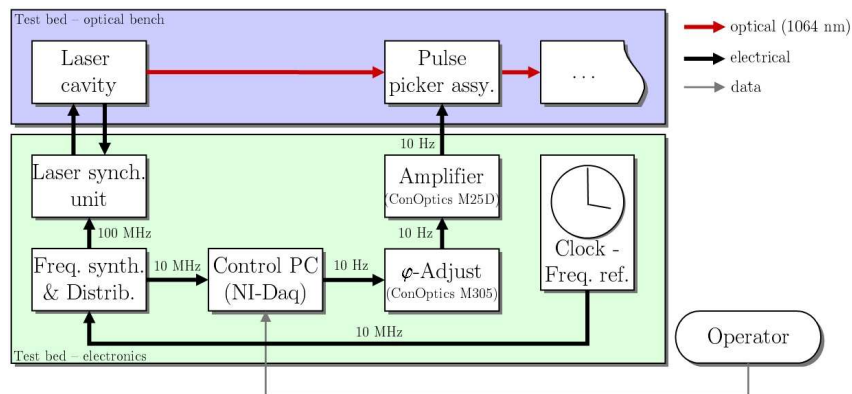 Test bed – optical bench
Laser
cavity
Pulse
picker assy.
...
optical (1064 nm)
electrical
data
10 Hz
Laser synch.
unit
Amplifier
(ConOptics M25D)
100 MHz
10 Hz
Freq. synth.
& Distrib.
10 MHz
Control PC
(NI-Daq)
10 Hz
φ-Adjust
(ConOptics M305)
Clock -
Freq. ref.
10 MHz
Test bed – electronics
Operator